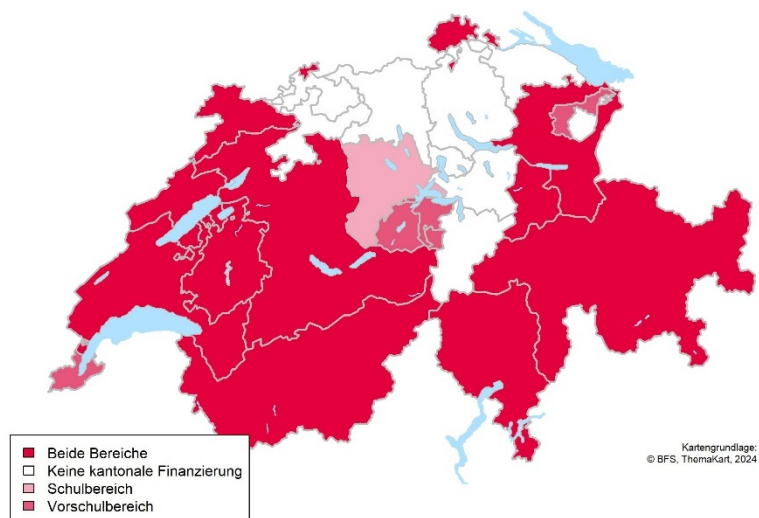 Beide Bereiche
Keine kantonale Finanzierung
Schulbereich
Vorschulbereich
Kartengrundlage:
© BFS, ThemaKart, 2024